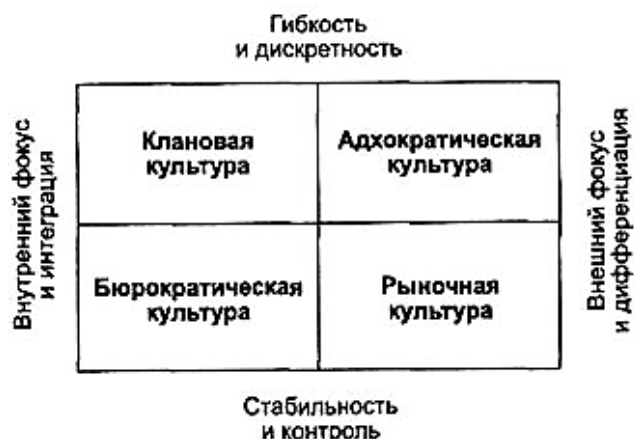 Гибкость
и дискретность
Внутренний фокус
и интеграция
Клановая
культура
Адхократическая
культура
Бюрократическая
культура
Рыночная
культура
Внешний фокус
и дифференциация
Стабильность
и контроль